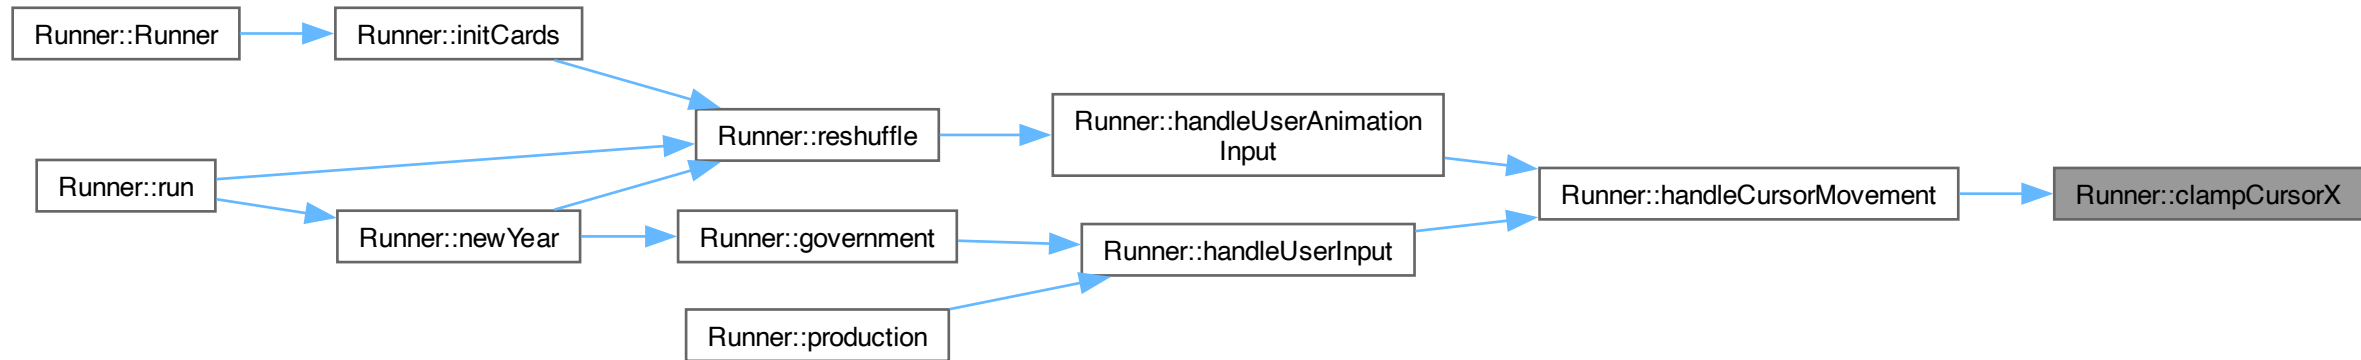 Runner::Runner
Runner::initCards
Runner::reshuffle
Runner::handleUserAnimation
Input
Runner::run
Runner::handleCursorMovement
Runner::clampCursorX
Runner::newYear
Runner::government
Runner::handleUserInput
Runner::production